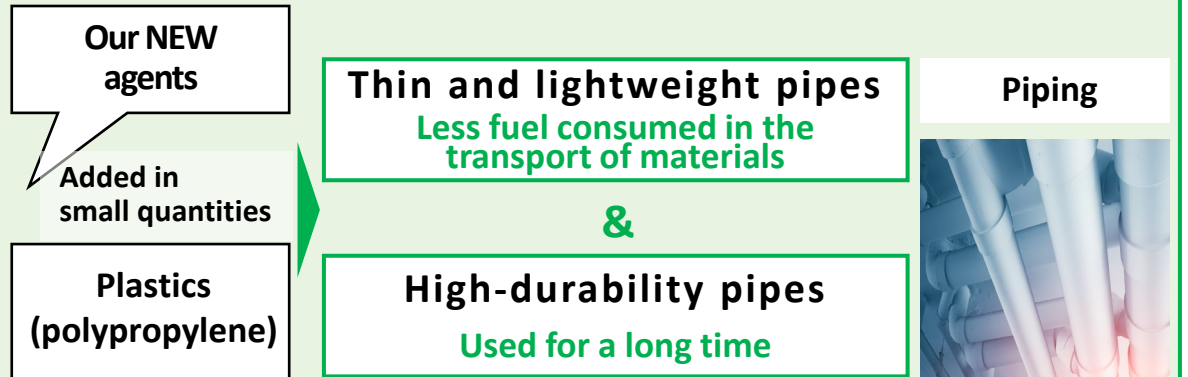 Our NEW
agents
Added in
small quantities
Plastics
(polypropylene)
Thin and lightweight pipes
Less fuel consumed in the
transport of materials
&
High-durability pipes
Used for a long time
Piping